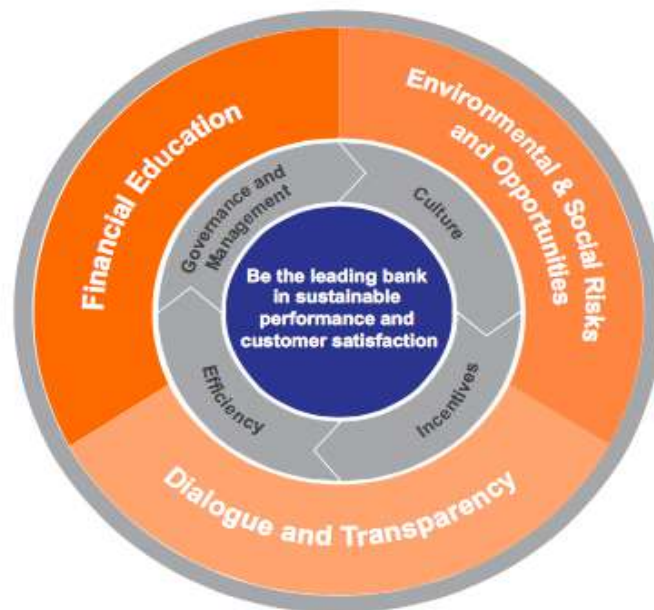 Financial Education
Environmental & Social Risks
and Opportunities
Governance and
Management
Culture
Be the leading bank
in sustainable
performance and
customer satisfaction
Efficiency
Incentives
Dialogue and Transparency